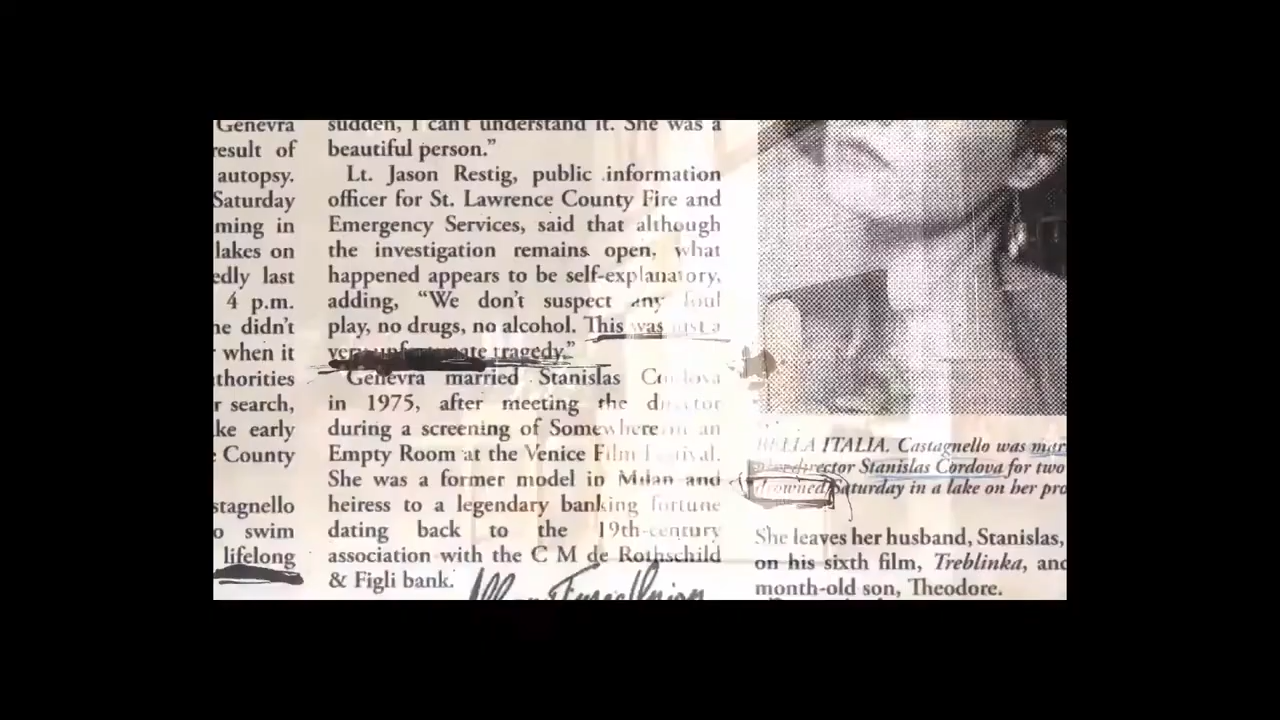 Genevra
result of
autopsy.
Saturday
ming in
lakes on
edly last
4 p.m.
he didn't
when it
thorities
r search,
ke early
County
stagnello
o swim
lifelong
sudden, I can't understand it. She was a
beautiful person."
Lt. Jason Restig, public information
officer for St. Lawrence County Fire and
Emergency Services, said that although
the investigation remains open, what
happened appears to be self-explanatory,
adding, "We don't suspect any foul
play, no drugs, no alcohol. This was just a
very unfortunate tragedy."
Genevra married Stanislas Cordova
in 1975, after meeting the director
during a screening of Somewhere in an
Empty Room at the Venice Film Festival.
She was a former model in Milan and
heiress to a legendary banking fortune
dating back to the 19th-century
association with the C M de Rothschild
& Figli bank.
BELLA ITALIA. Castagnello was mar
director Stanislas Cordova for two
drowned Saturday in a lake on her pro
She leaves her husband, Stanislas,
on his sixth film, Treblinka, and
month-old son, Theodore.